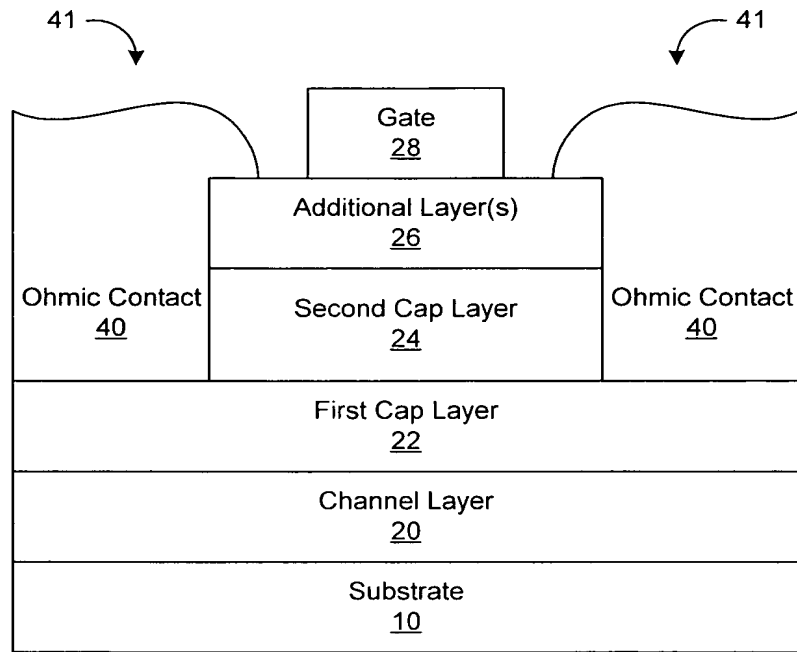 41
41
Gate
28
Additional Layer(s)
26
Ohmic Contact
40
Second Cap Layer
24
Ohmic Contact
40
First Cap Layer
22
Channel Layer
20
Substrate
10